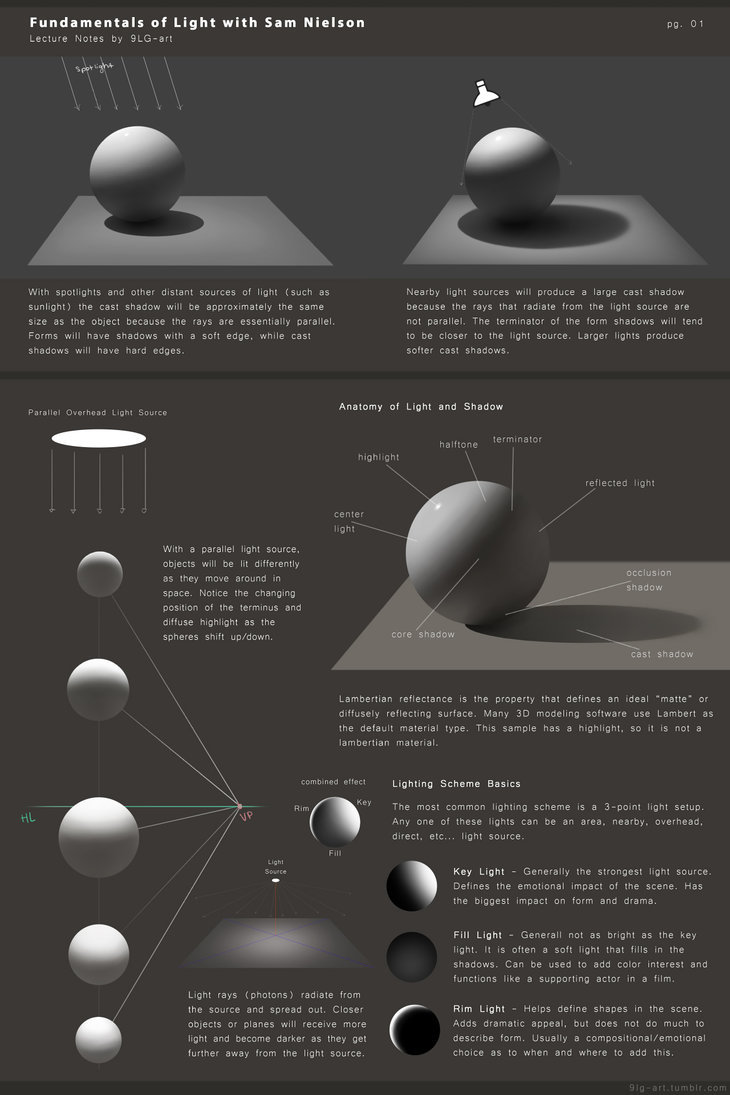 Fundamentals of Light with Sam Nielson
Lecture Notes by 9LG-art
pg. 01
Spotlight
With spotlights and other distant sources of light (such as
sunlight) the cast shadow will be approximately the same
size as the object because the rays are essentially parallel.
Forms will have shadows with a soft edge, while cast
shadows will have hard edges.
Nearby light sources will produce a large cast shadow
because the rays that radiate from the light source are
not parallel. The terminator of the form shadows will tend
to be closer to the light source. Larger lights produce
softer cast shadows.
Parallel Overhead Light Source
With a parallel light source,
objects will be lit differently
as they move around in
space. Notice the changing
position of the terminus and
diffuse highlight as the
spheres shift up/down.
HL
VP
Anatomy of Light and Shadow
highlight
halftone
terminator
reflected light
center
light
occlusion
shadow
core shadow
cast shadow
Lambertian reflectance is the property that defines an ideal "matte" or
diffusely reflecting surface. Many 3D modeling software use Lambert as
the default material type. This sample has a highlight, so it is not a
lambertian material.
combined effect
Rim
Key
Fill
Light
Source
Light rays (photons) radiate from
the source and spread out. Closer
objects or planes will receive more
light and become darker as they get
further away from the light source.
Lighting Scheme Basics
The most common lighting scheme is a 3-point light setup.
Any one of these lights can be an area, nearby, overhead,
direct, etc... light source.
Key Light - Generally the strongest light source.
Defines the emotional impact of the scene. Has
the biggest impact on form and drama.
Fill Light - Generall not as bright as the key
light. It is often a soft light that fills in the
shadows. Can be used to add color interest and
functions like a supporting actor in a film.
Rim Light - Helps define shapes in the scene.
Adds dramatic appeal, but does not do much to
describe form. Usually a compositional/emotional
choice as to when and where to add this.
9lg-art.tumblr.com